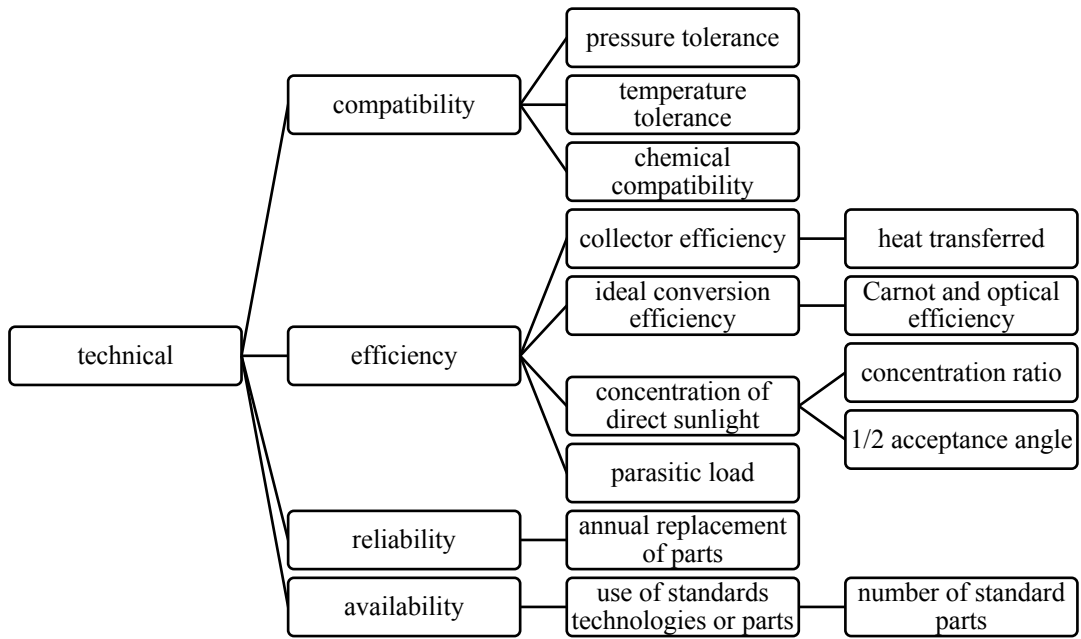 pressure tolerance
compatibility
temperature
tolerance
chemical
compatibility
collector efficiency
heat transferred
ideal conversion
efficiency
Carnot and optical
efficiency
technical
efficiency
concentration of
direct sunlight
concentration ratio
1/2 acceptance angle
parasitic load
reliability
annual replacement
of parts
availability
use of standards
technologies or parts
number of standard
parts